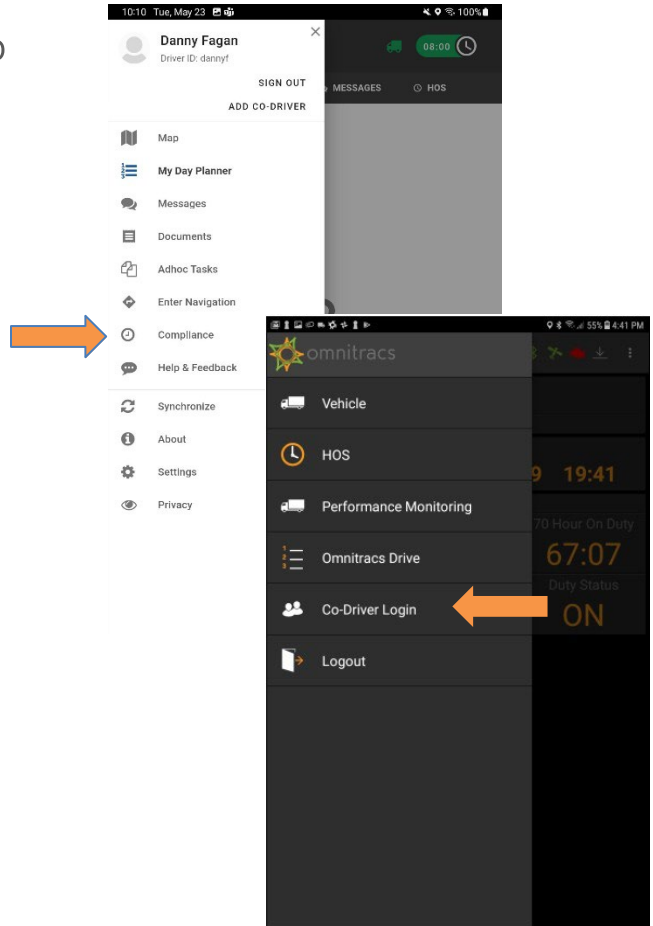 10:10 Tue, May 23
100%
Danny Fagan
Driver ID: dannyf
08:00
SIGN OUT
ADD CO-DRIVER
MESSAGES
HOS
Map
My Day Planner
Messages
Documents
Adhoc Tasks
Enter Navigation
Compliance
Help & Feedback
Synchronize
About
Settings
Privacy
55% 4:41 PM
omnitracs
Vehicle
HOS
9 19:41
Performance Monitoring
70 Hour On Duty
67:07
Omnitracs Drive
Duty Status
Co-Driver Login
ON
Logout